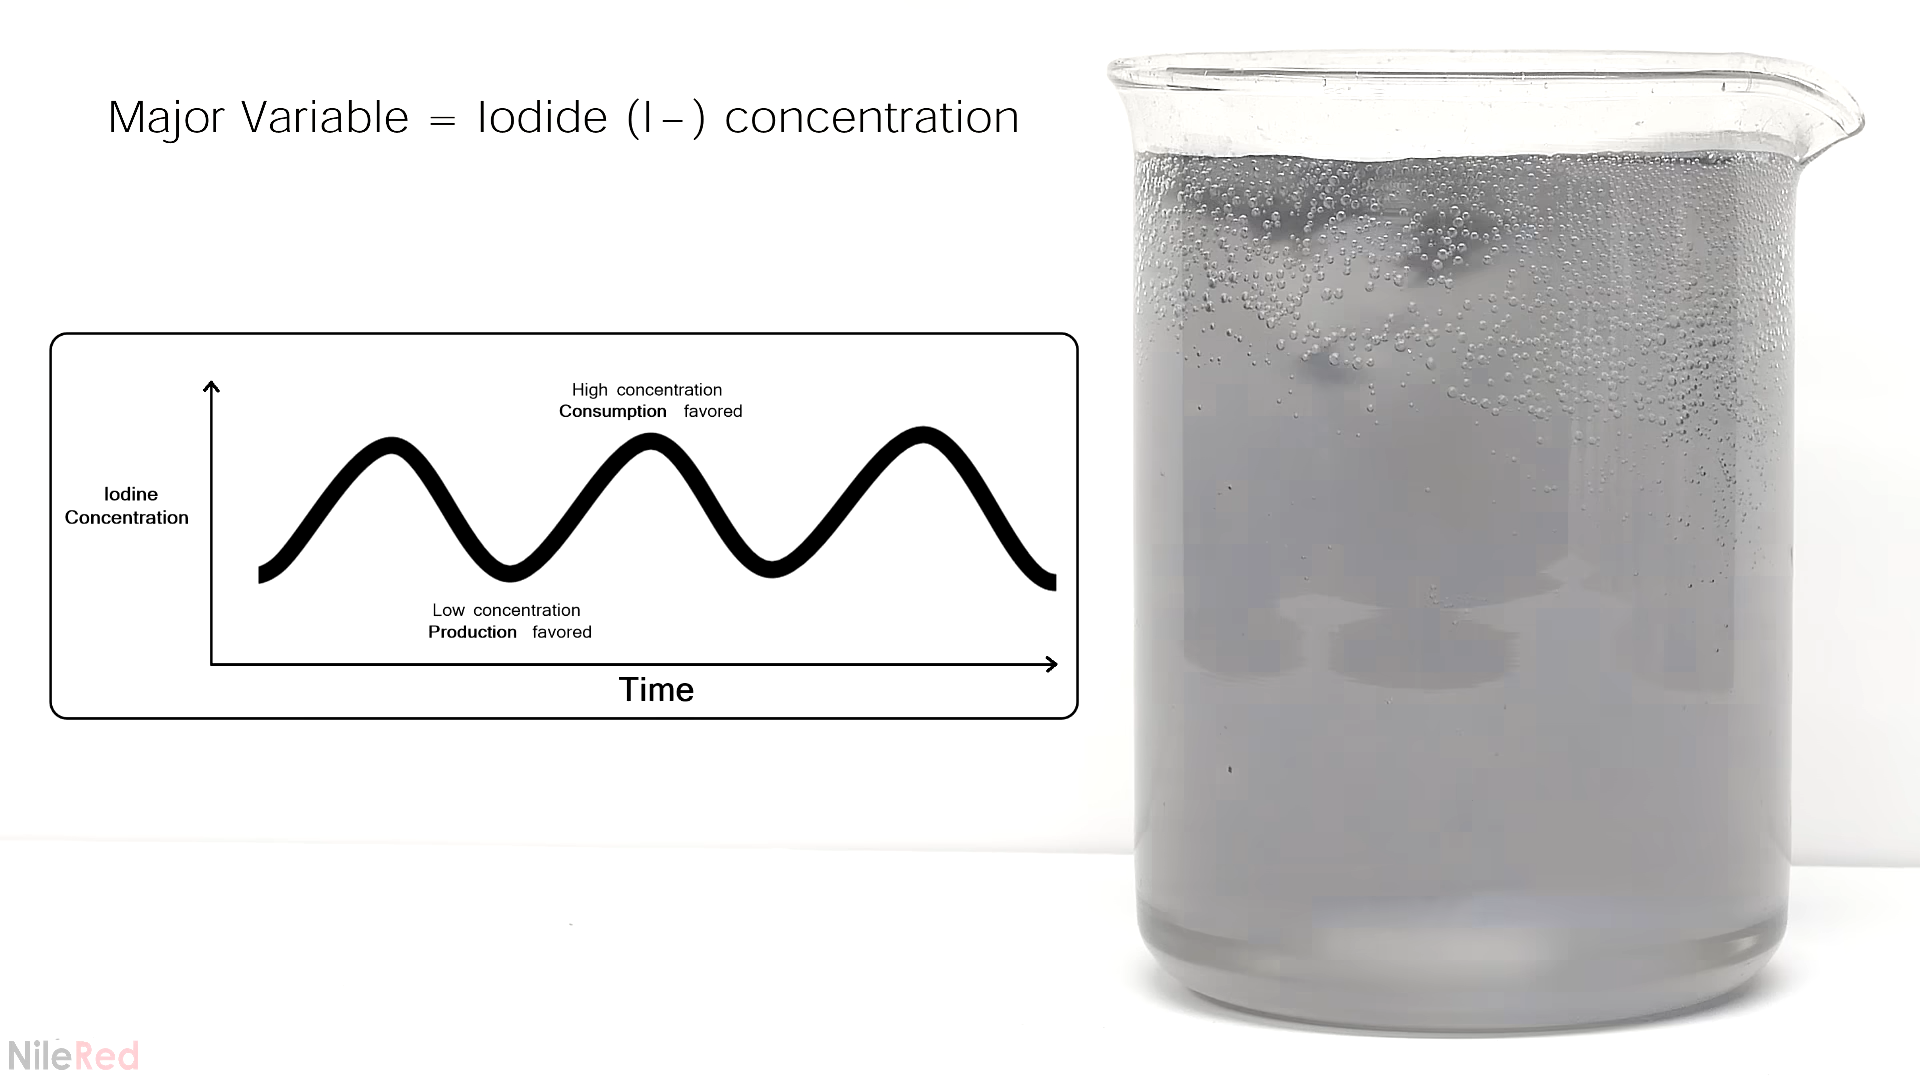 Major Variable = Iodide (I-) concentration
High concentration
Consumption favored
Iodine
Concentration
Low concentration
Production favored
Time
NileRed